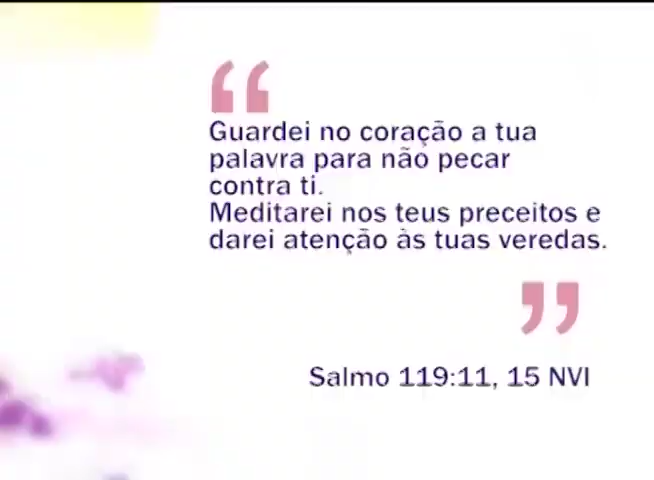 “
Guardei no coração a tua
palavra para não pecar
contra ti.
Meditarei nos teus preceitos e
darei atenção às tuas veredas.
”
Salmo 119:11, 15 NVI